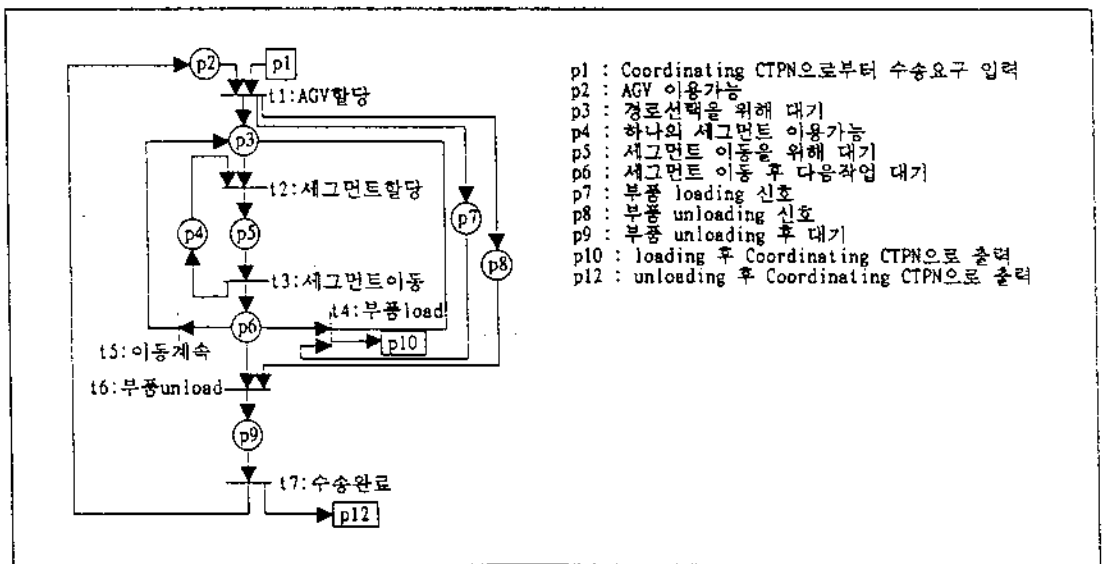 p2
p1
t1:AGV할당
p3
t2:세그먼트할당
p4
p5
p7
p8
t3:세그먼트이동
t4:부품load
p6
p10
t5:이동계속
t6:부품unload
p9
t7:수송완료
p12
p1 : Coordinating CTPN으로부터 수송요구 입력
p2 : AGV 이용가능
p3 : 경로선택을 위해 대기
p4 : 하나의 세그먼트 이용가능
p5 : 세그먼트 이동을 위해 대기
p6 : 세그먼트 이동 후 다음작업 대기
p7 : 부품 loading 신호
p8 : 부품 unloading 신호
p9 : 부품 unloading 후 대기
p10 : loading 후 Coordinating CTPN으로 출력
p12 : unloading 후 Coordinating CTPN으로 출력